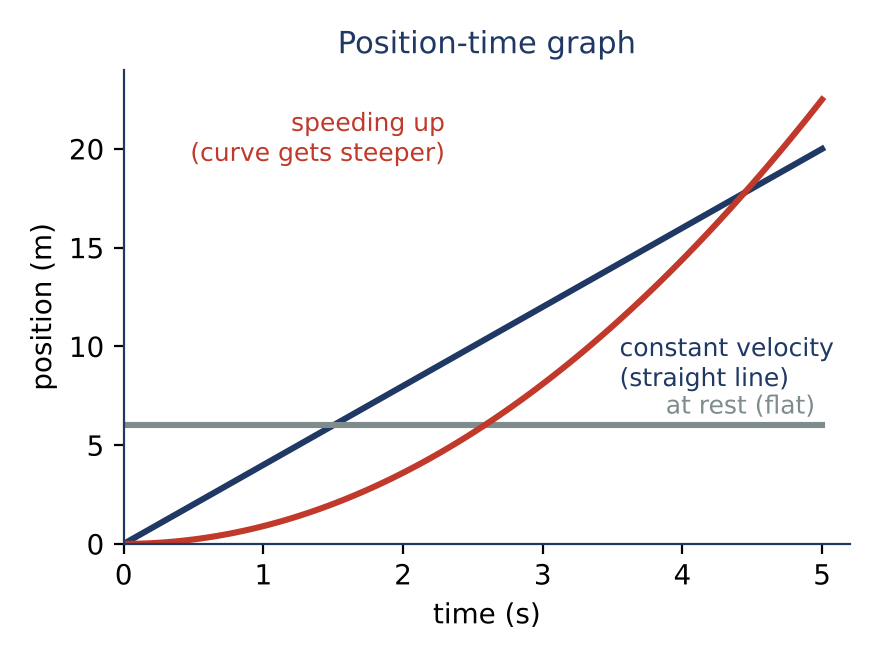 Position-time graph
speeding up
(curve gets steeper)
constant velocity
(straight line)
at rest (flat)
position (m)
20
15
10
5
0
0 1 2 3 4 5
time (s)